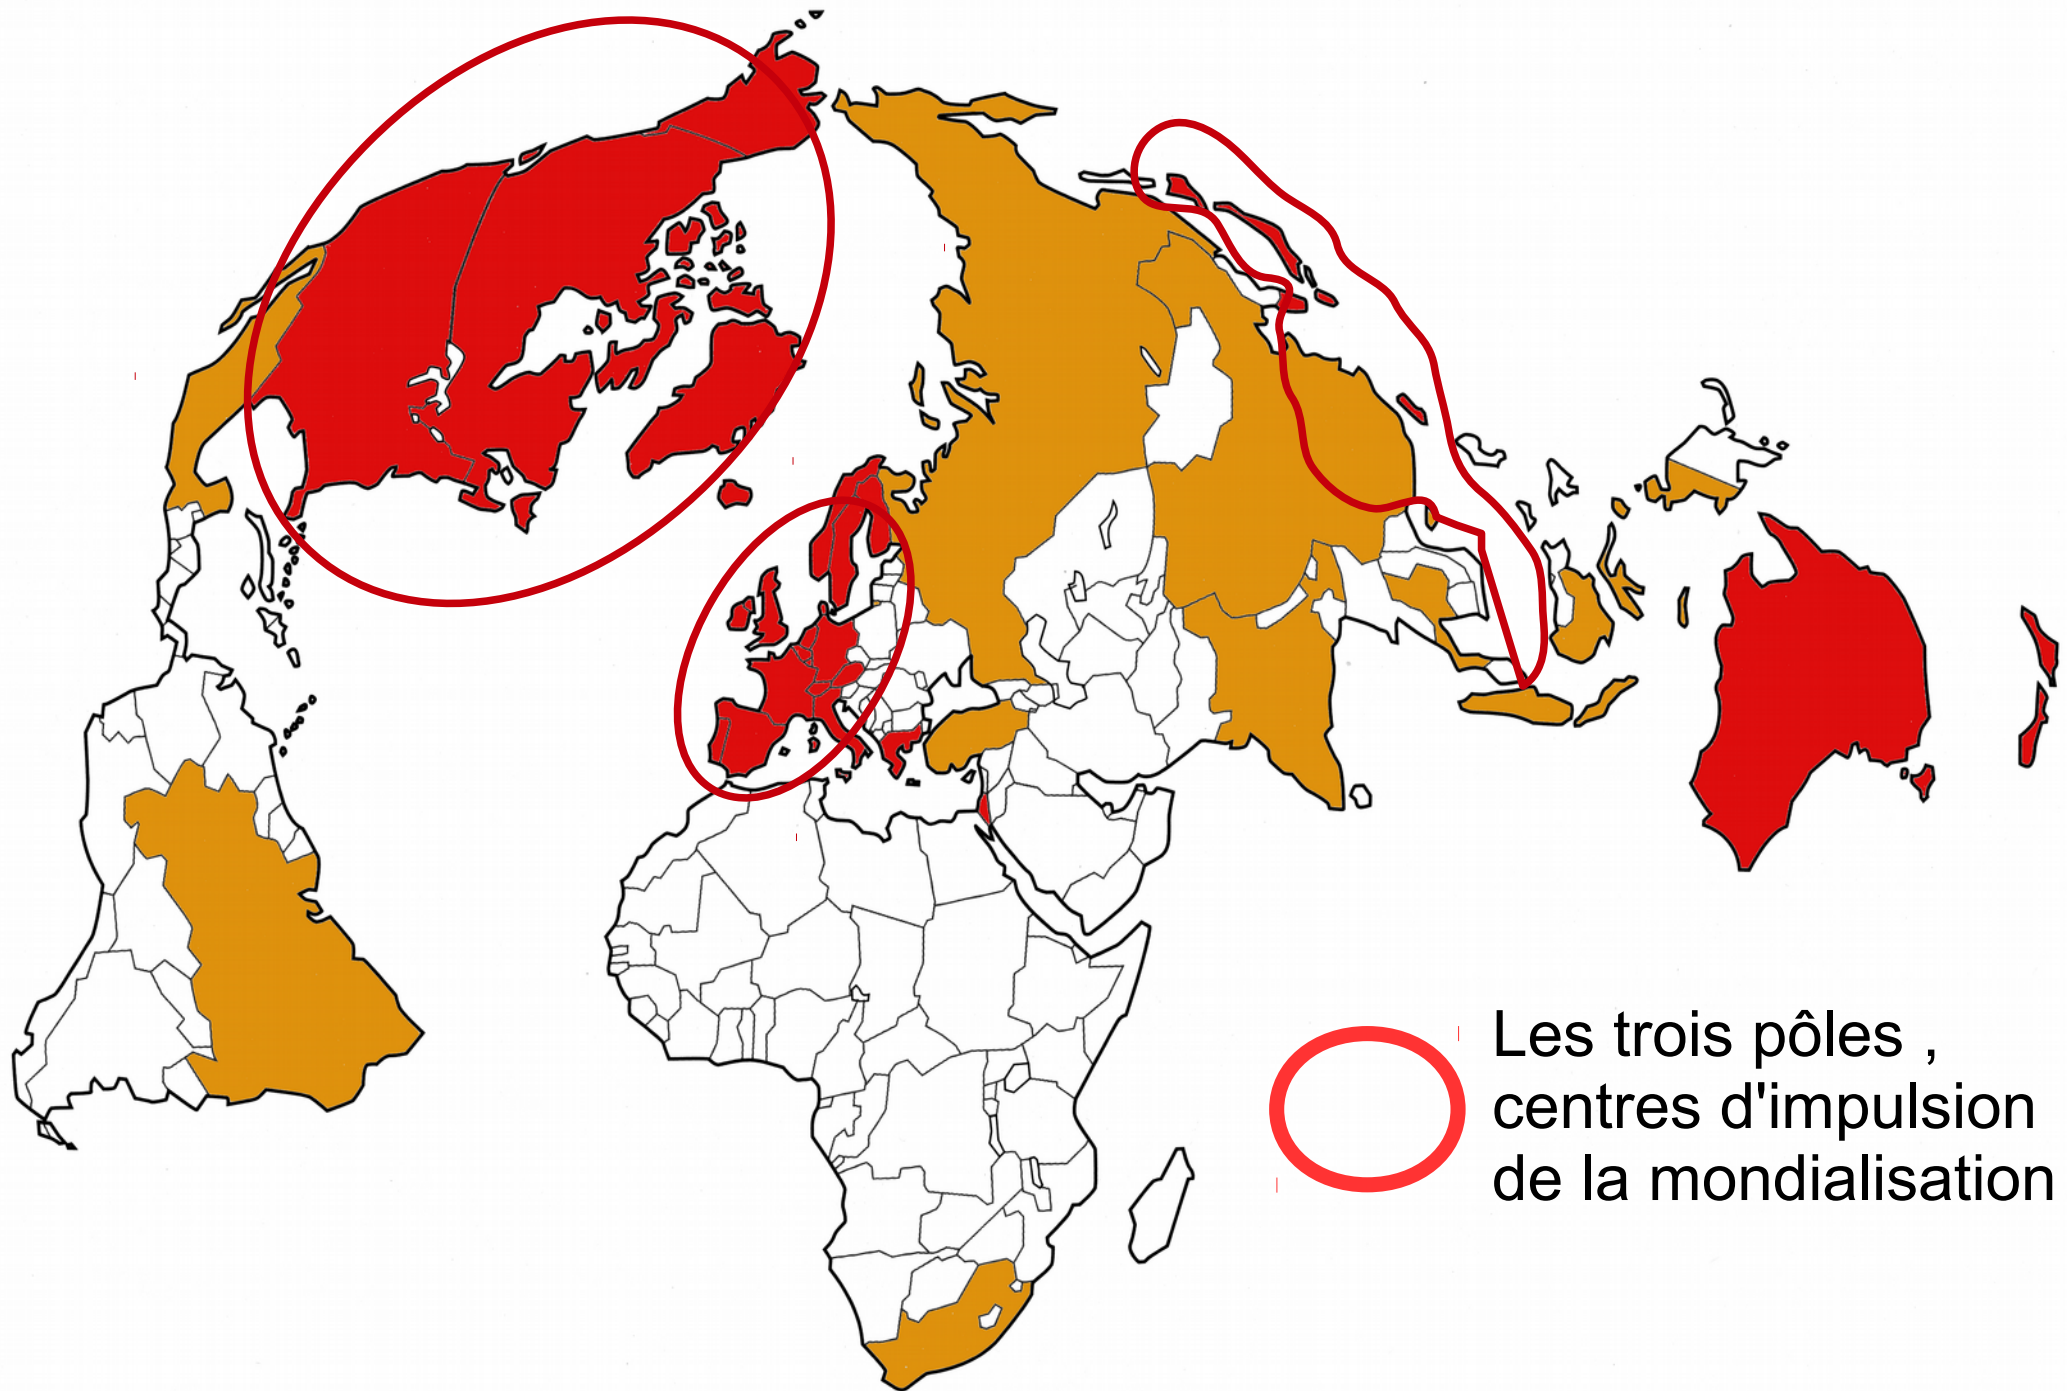 Les trois pôles ,
centres d'impulsion
de la mondialisation